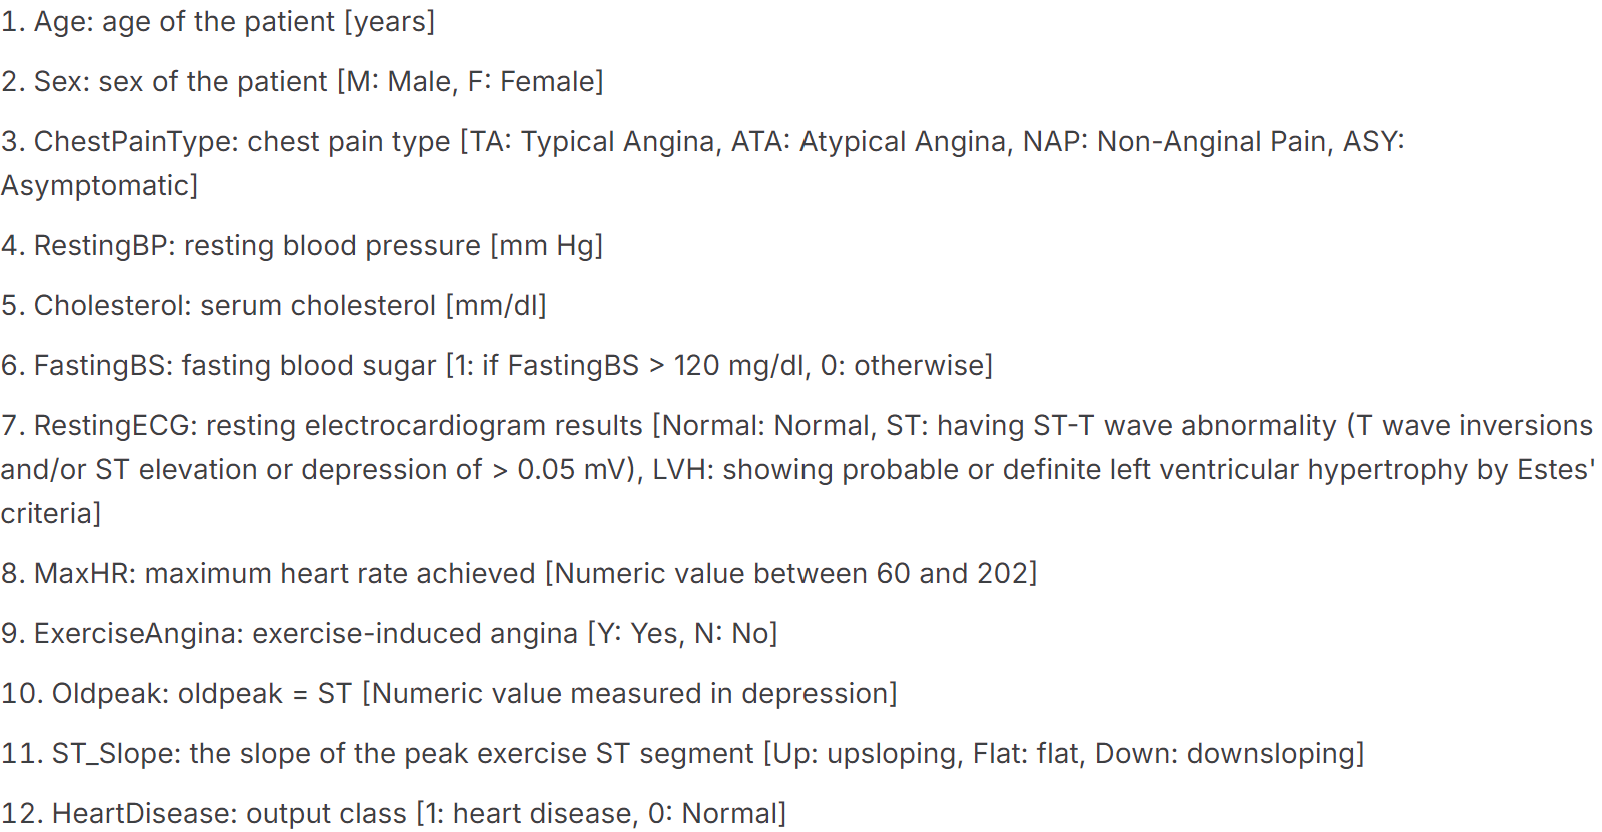 1. Age: age of the patient [years]
2. Sex: sex of the patient [M: Male, F: Female]
3. ChestPainType: chest pain type [TA: Typical Angina, ATA: Atypical Angina, NAP: Non-Anginal Pain, ASY:
Asymptomatic]
4. RestingBP: resting blood pressure [mm Hg]
5. Cholesterol: serum cholesterol [mm/dl]
6. FastingBS: fasting blood sugar [1: if FastingBS > 120 mg/dl, 0: otherwise]
7. RestingECG: resting electrocardiogram results [Normal: Normal, ST: having ST-T wave abnormality (T wave inversions
and/or ST elevation or depression of > 0.05 mV), LVH: showing probable or definite left ventricular hypertrophy by Estes'
criteria]
8. MaxHR: maximum heart rate achieved [Numeric value between 60 and 202]
9. ExerciseAngina: exercise-induced angina [Y: Yes, N: No]
10. Oldpeak: oldpeak = ST [Numeric value measured in depression]
11. ST_Slope: the slope of the peak exercise ST segment [Up: upsloping, Flat: flat, Down: downsloping]
12. HeartDisease: output class [1: heart disease, 0: Normal]